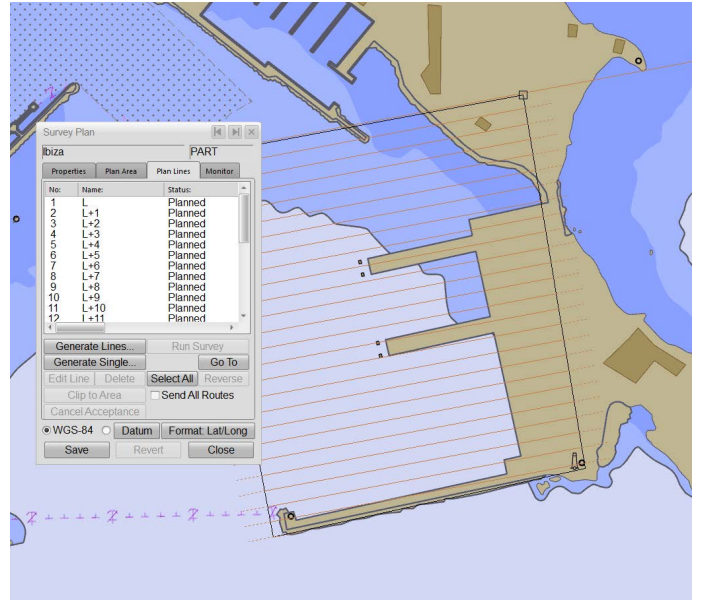 Survey Plan
Ibiza PART
Properties Plan Area Plan Lines Monitor
No: Name: Status:
1 L Planned
2 L+1 Planned
3 L+2 Planned
4 L+3 Planned
5 L+4 Planned
6 L+5 Planned
7 L+6 Planned
8 L+7 Planned
9 L+8 Planned
10 L+9 Planned
11 L+10 Planned
12 L+11 Planned
Generate Lines... Run Survey
Generate Single... Go To
Edit Line Delete Select All Reverse
Clip to Area Send All Routes
Cancel Acceptance
WGS-84 Datum Format: Lat/Long
Save Revert Close